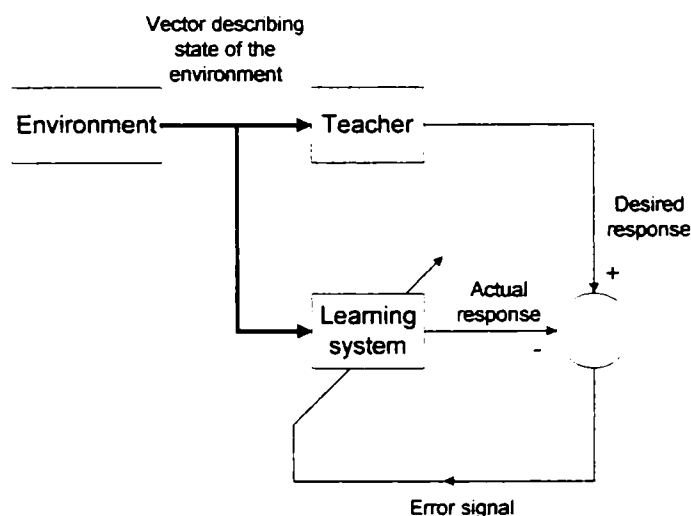 Vector describing
state of the
environment
Environment
Teacher
Desired
response
+
Learning
system
Actual
response
-
Error signal